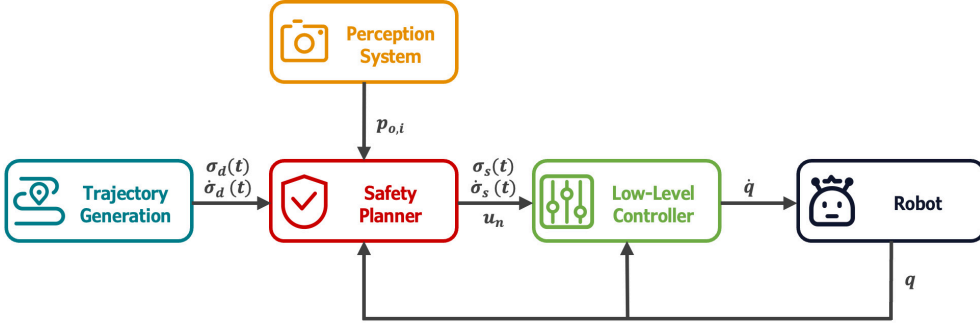 Perception
System
p_{o,i}
σ_d(t)
σ̇_d(t)
σ_s(t)
σ̇_s(t)
Trajectory
Generation
Safety
Planner
u_n
Low-Level
Controller
q̇
Robot
q